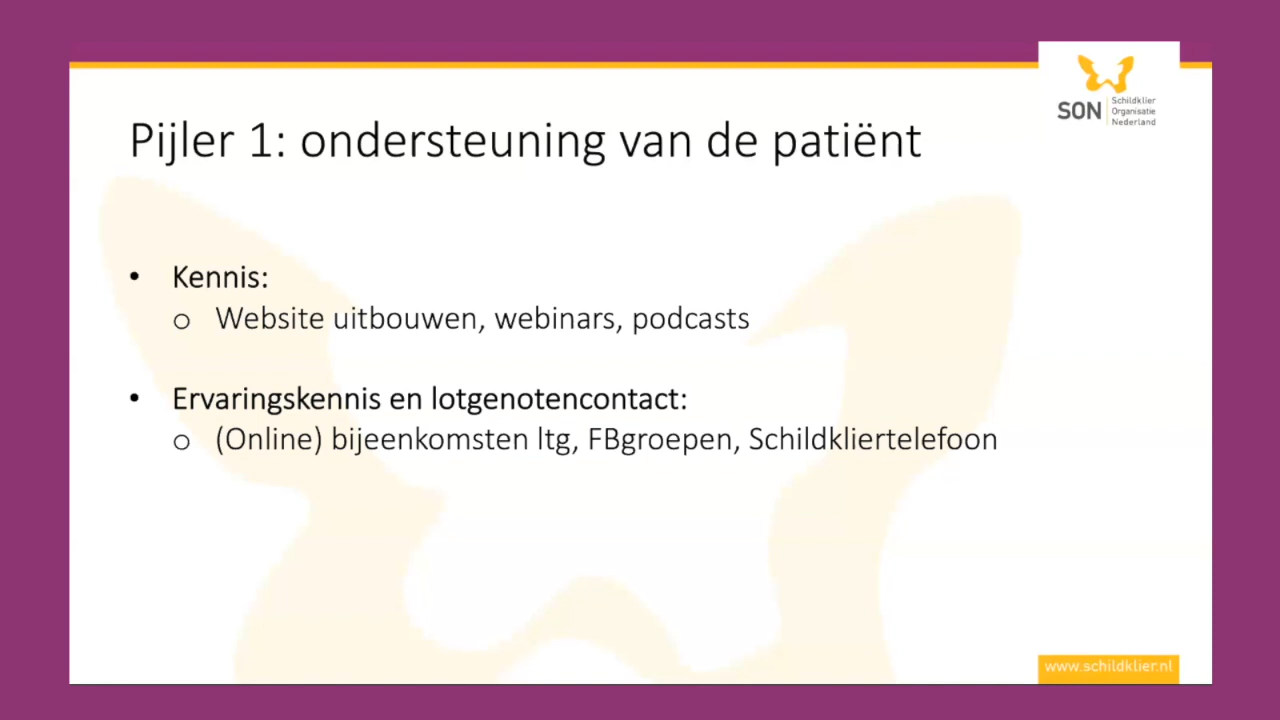 SON
Schildklier
Organisatie
Nederland
Pijler 1: ondersteuning van de patiënt
• Kennis:
o Website uitbouwen, webinars, podcasts
• Ervaringskennis en lotgenotencontact:
o (Online) bijeenkomsten ltg, FBgroepen, Schildkliertelefoon
www.schildklier.nl